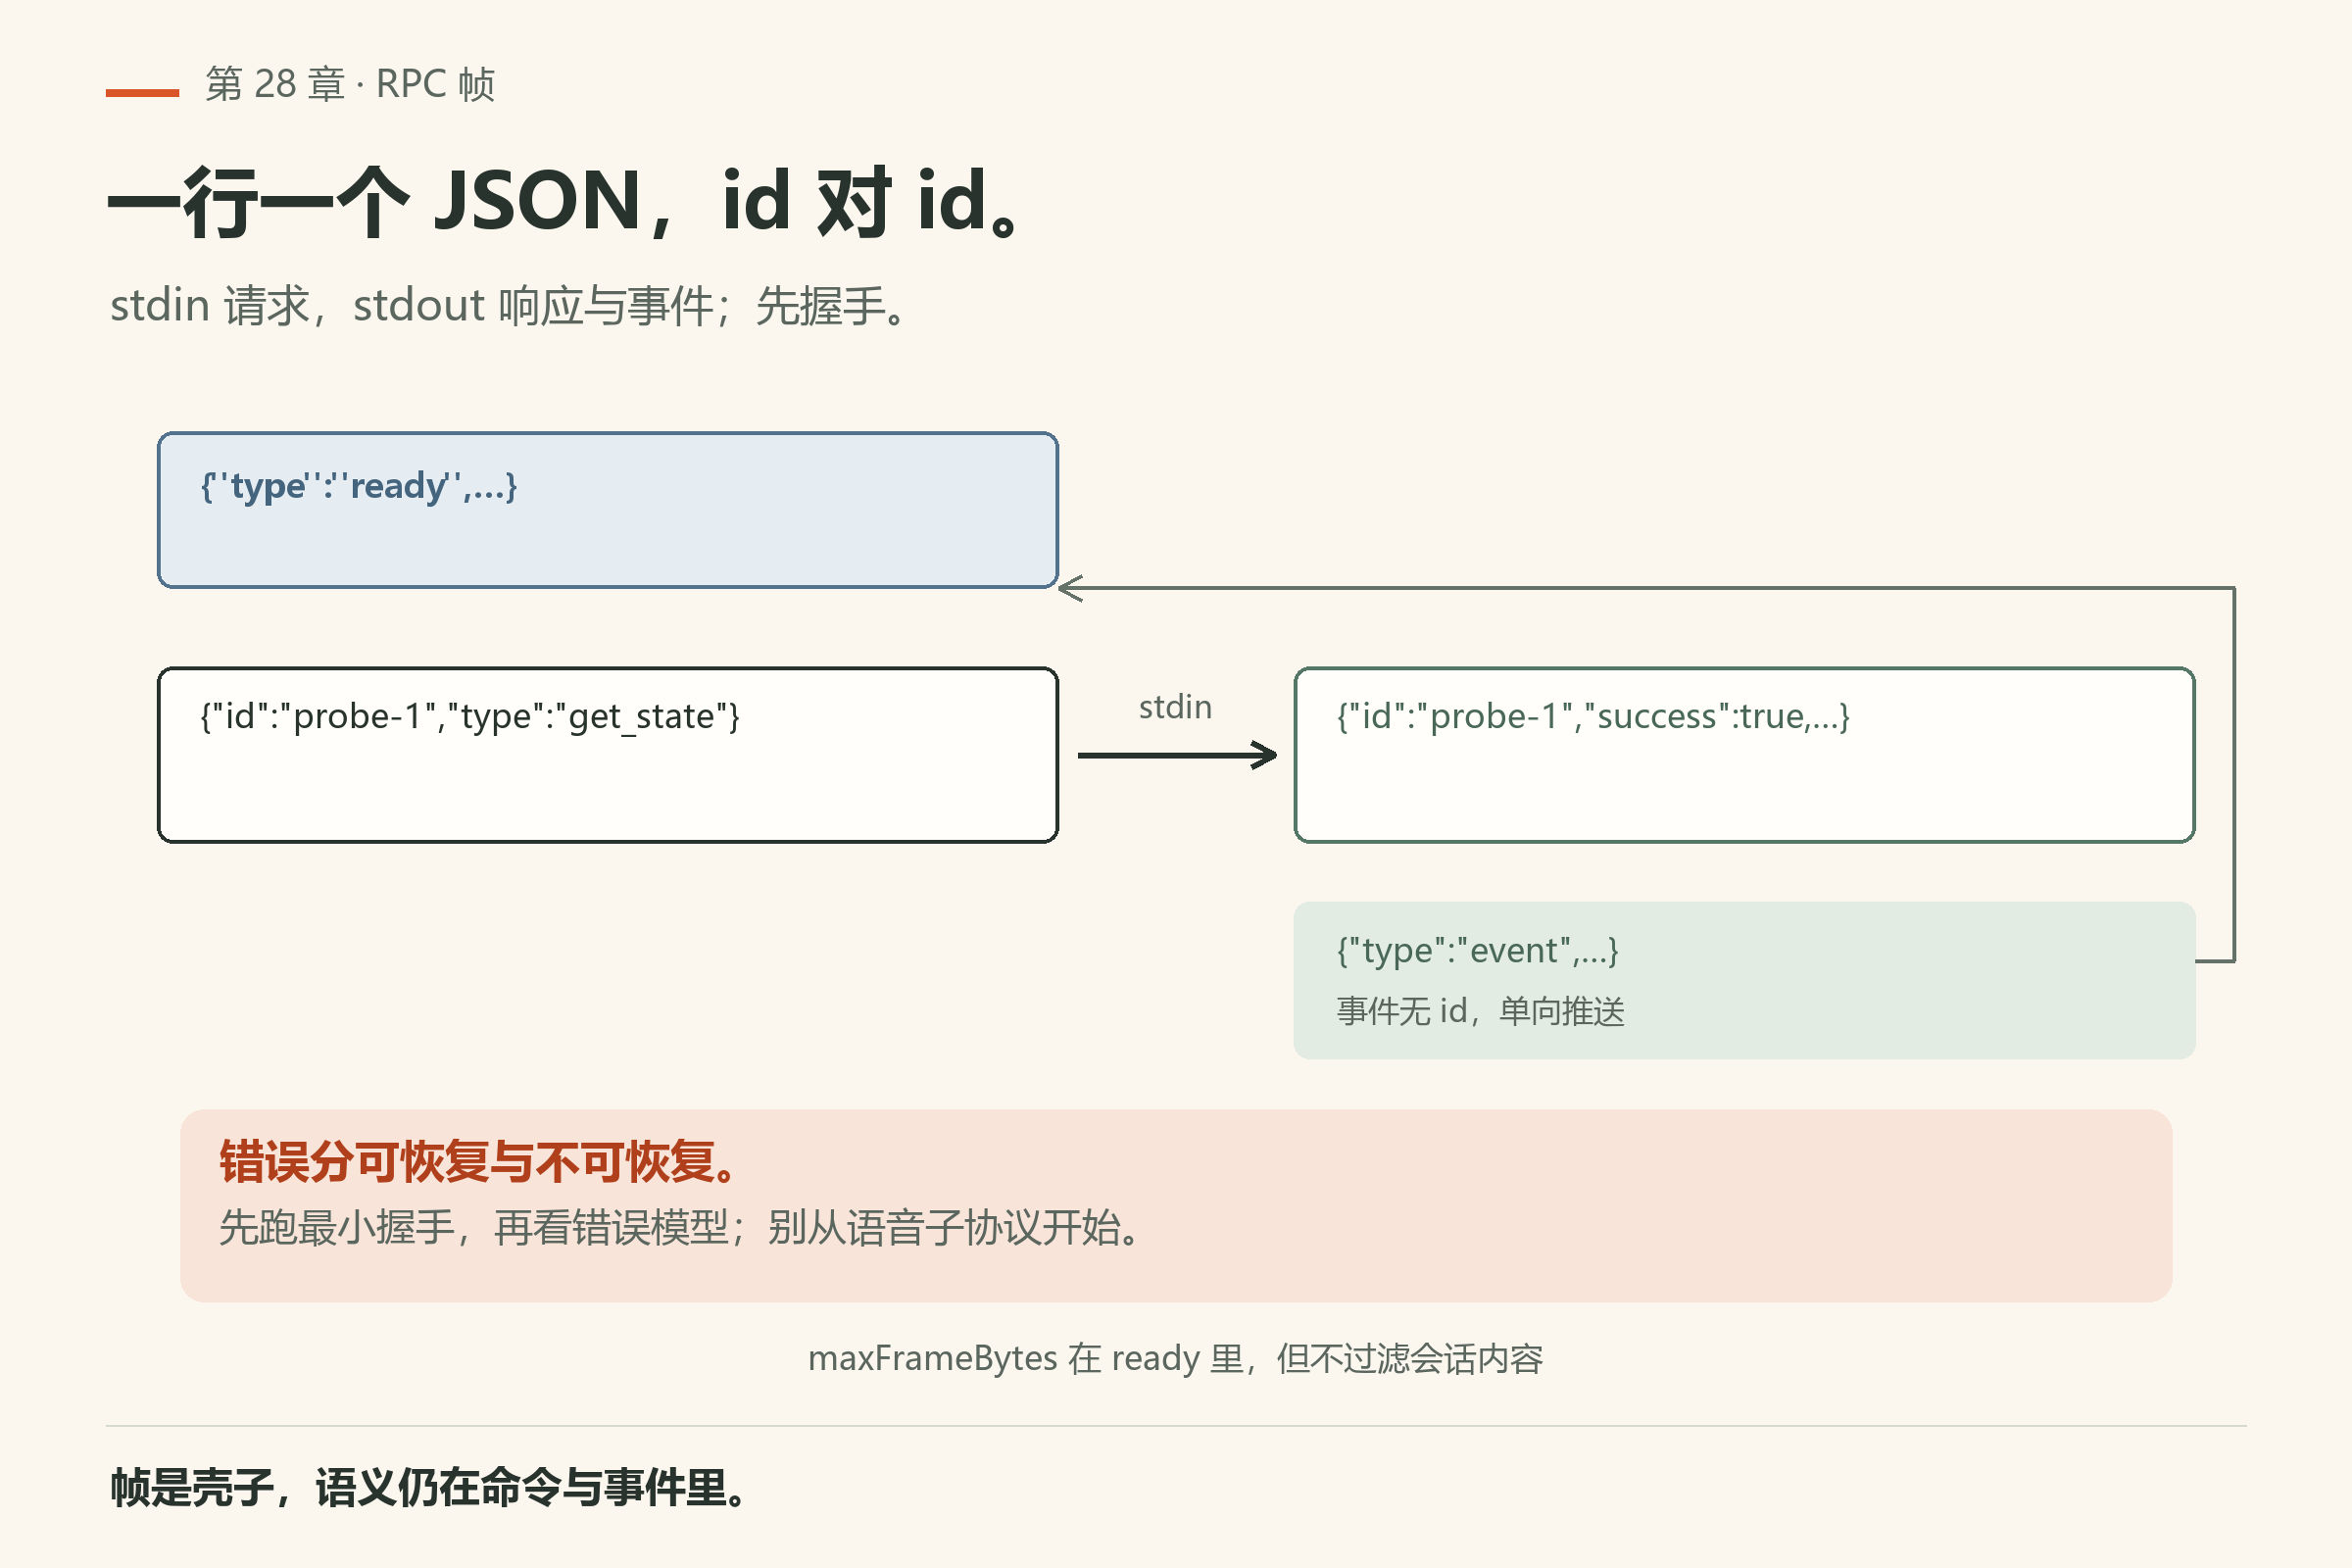 第 28 章 · RPC 帧
一行一个 JSON，id 对 id。
stdin 请求，stdout 响应与事件；先握手。
{''type'':''ready'',...}
{"id":"probe-1","type":"get_state"}
stdin
{"id":"probe-1","success":true,...}
{"type":"event",...}
事件无 id，单向推送
错误分可恢复与不可恢复。
先跑最小握手，再看错误模型；别从语音子协议开始。
maxFrameBytes 在 ready 里，但不过滤会话内容
帧是壳子，语义仍在命令与事件里。